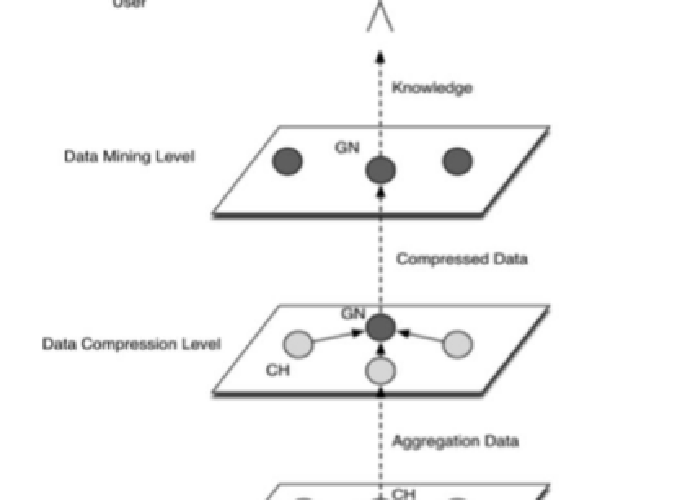 User
Knowledge
GN
Data Mining Level
Compressed Data
GN
Data Compression Level
CH
Aggregation Data
CH